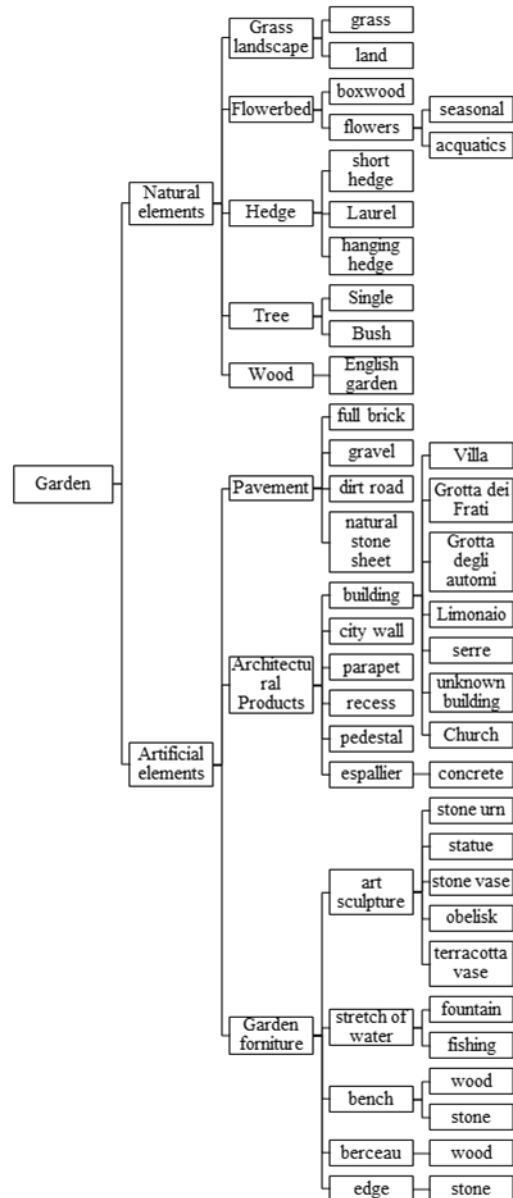 Garden
Natural
elements
Grass
landscape
grass
land
Flowerbed
boxwood
flowers
seasonal
acquatics
Hedge
short
hedge
Laurel
hanging
hedge
Tree
Single
Bush
Wood
English
garden
Artificial
elements
Pavement
full brick
gravel
dirt road
natural
stone
sheet
Architectu
ral
Products
building
Villa
Grotta dei
Frati
Grotta
degli
automi
Limonaio
serre
unknown
building
Church
city wall
parapet
recess
pedestal
espallier
concrete
Garden
forniture
art
sculpture
stone urn
statue
stone vase
obelisk
terracotta
vase
stretch of
water
fountain
fishing
bench
wood
stone
berceau
wood
edge
stone